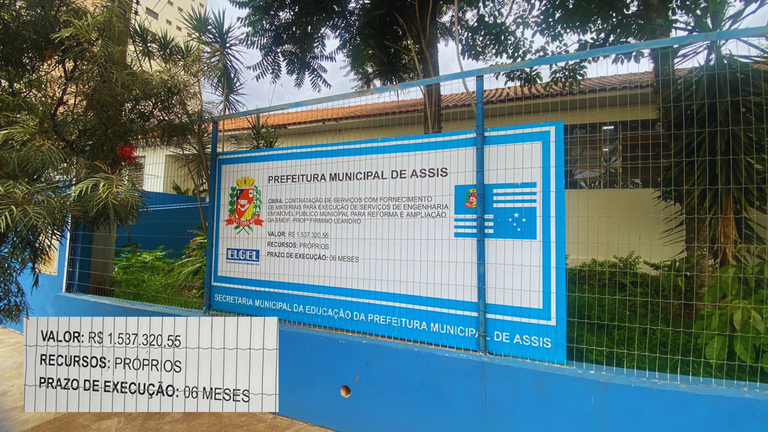 PREFEITURA MUNICIPAL DE ASSIS
OBRA: CONTRATAÇÃO DE SERVIÇOS COM FORNECIMENTO
DE MATERIAIS PARA EXECUÇÃO DE SERVIÇOS DE ENGENHARIA
EM IMÓVEL PÚBLICO MUNICIPAL PARA REFORMA E AMPLIAÇÃO
DA EMEIF. PROFº FIRMINO LEANDRO
VALOR: R$ 1.537.320,55
RECURSOS: PRÓPRIOS
PRAZO DE EXECUÇÃO: 06 MESES
ELGEL
SECRETARIA MUNICIPAL DA EDUCAÇÃO DA PREFEITURA MUNICIPAL DE ASSIS
VALOR: R$ 1.537.320,55
RECURSOS: PRÓPRIOS
PRAZO DE EXECUÇÃO: 06 MESES